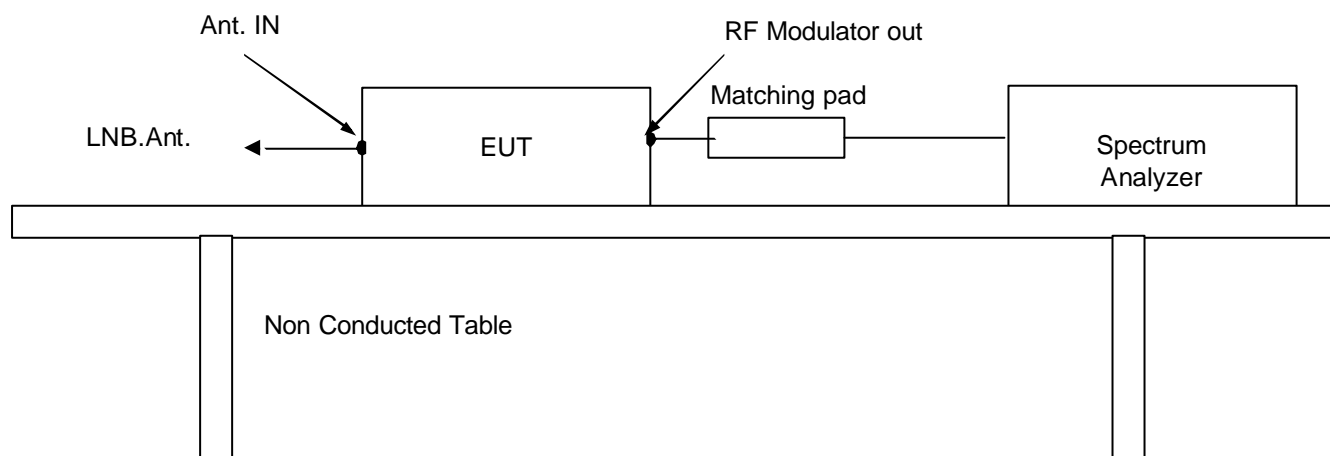 Ant. IN
RF Modulator out
Matching pad
LNB.Ant.
EUT
Spectrum
Analyzer
Non Conducted Table